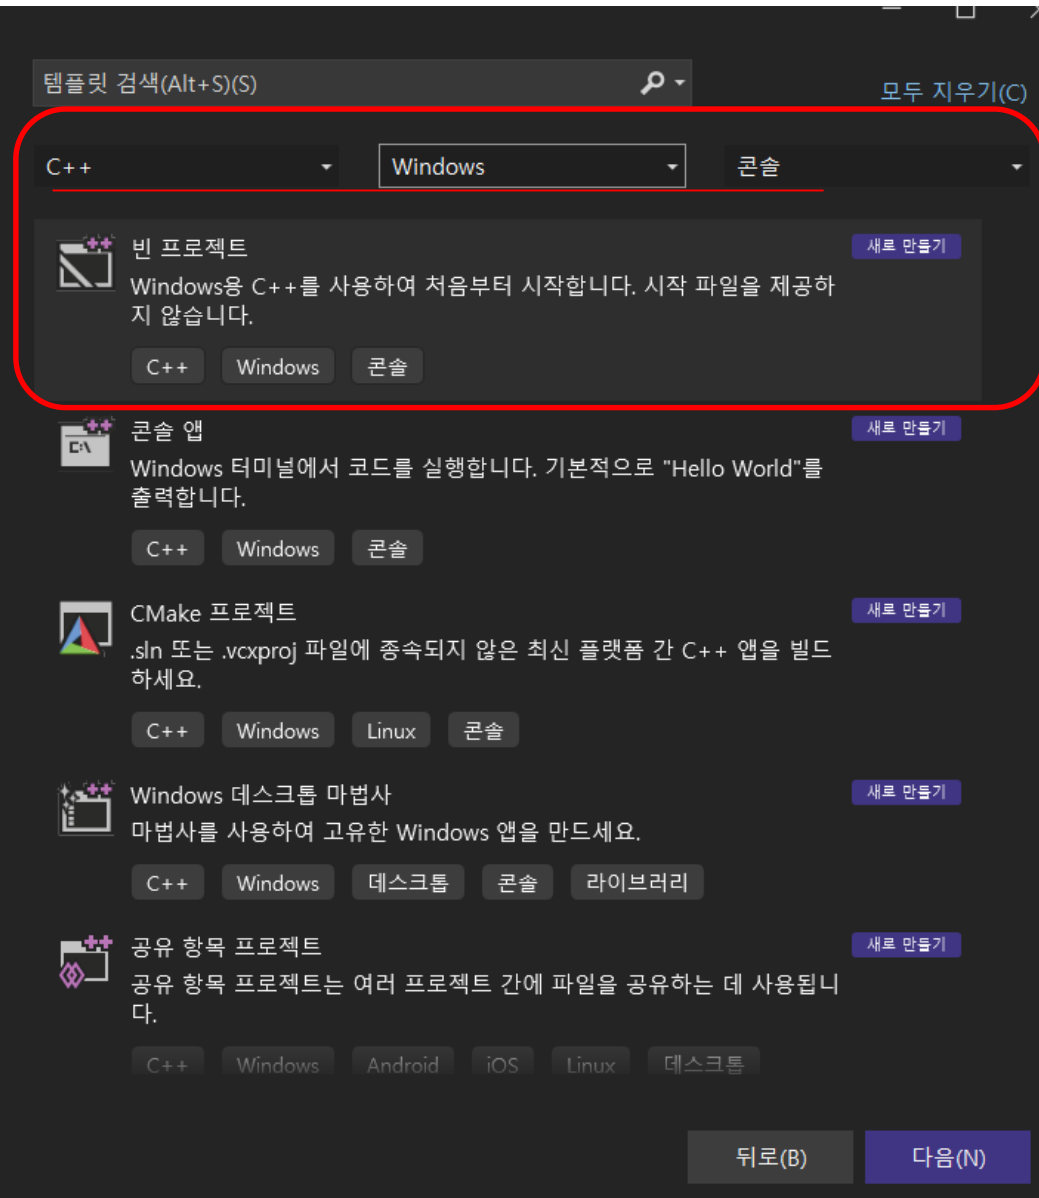 템플릿 검색(Alt+S)(S)
모두 지우기(C)
C++
Windows
콘솔
빈 프로젝트
새로 만들기
Windows용 C++를 사용하여 처음부터 시작합니다. 시작 파일을 제공하
지 않습니다.
C++ Windows 콘솔
콘솔 앱
새로 만들기
Windows 터미널에서 코드를 실행합니다. 기본적으로 "Hello World"를
출력합니다.
C++ Windows 콘솔
CMake 프로젝트
새로 만들기
.sln 또는 .vcxproj 파일에 종속되지 않은 최신 플랫폼 간 C++ 앱을 빌드
하세요.
C++ Windows Linux 콘솔
Windows 데스크톱 마법사
새로 만들기
마법사를 사용하여 고유한 Windows 앱을 만드세요.
C++ Windows 데스크톱 콘솔 라이브러리
공유 항목 프로젝트
새로 만들기
공유 항목 프로젝트는 여러 프로젝트 간에 파일을 공유하는 데 사용됩니
다.
C++ Windows Android iOS Linux 데스크톱
뒤로(B)
다음(N)